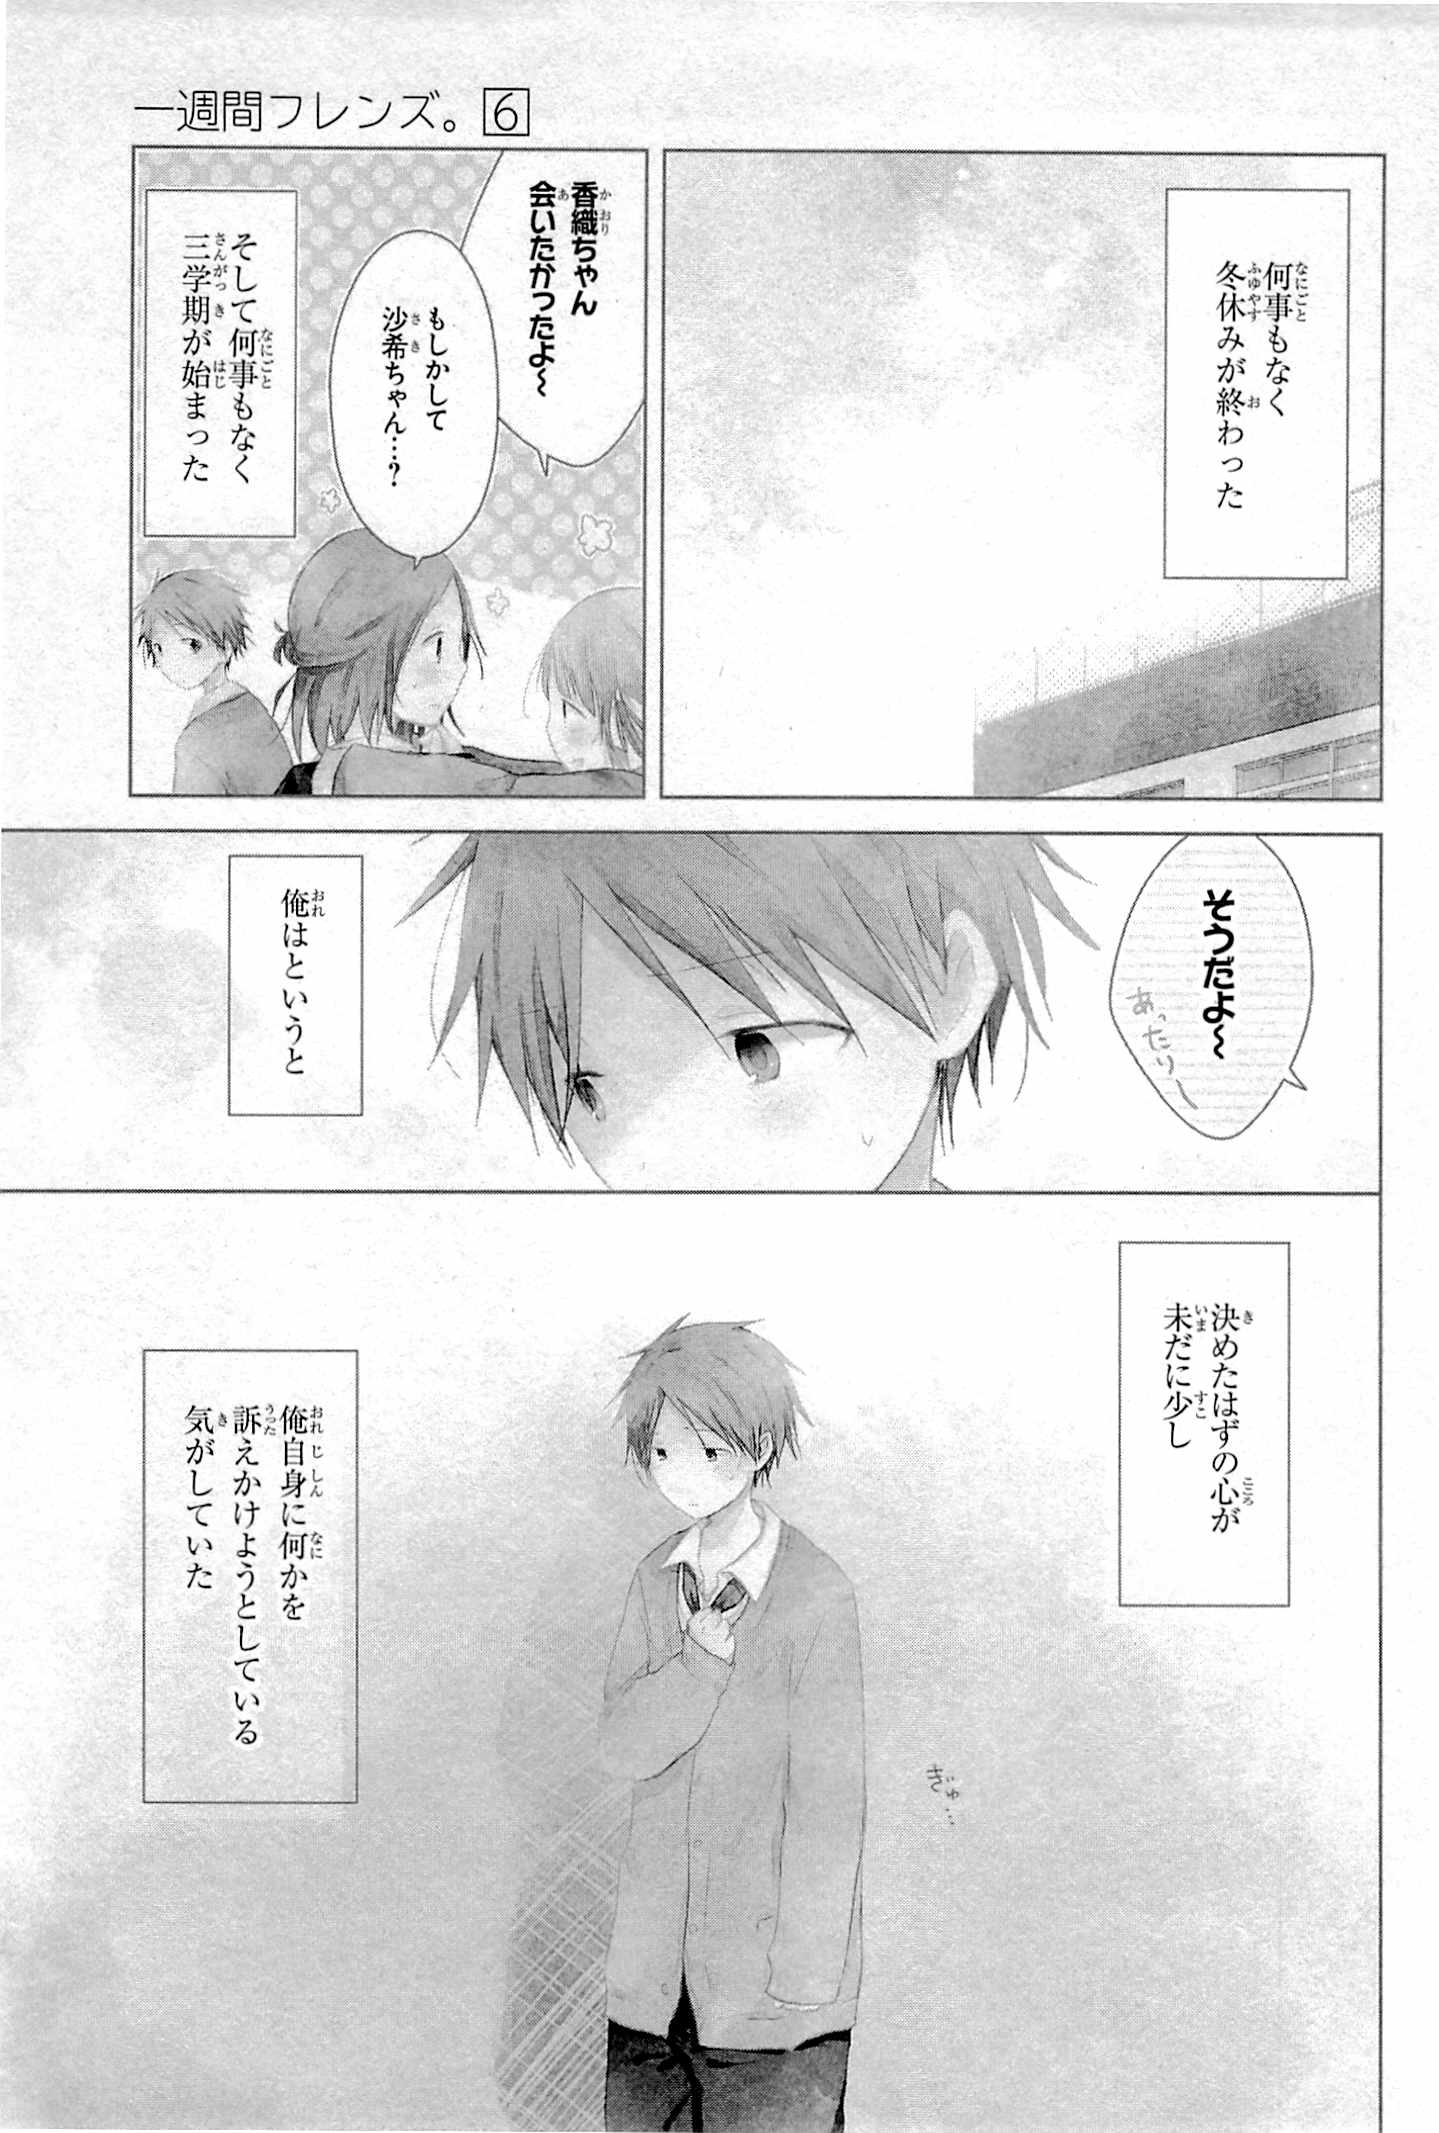 一週間フレンズ。6
何事もなく
冬休みが終わった
香織ちゃん
会いたかったよ〜
もしかして
沙希ちゃん…?
そして何事もなく
三学期が始まった
そうだよ〜
あったりー
俺はというと
決めたはずの心が
未だに少し
ぎゅ…
俺自身に何かを
訴えかけようとしている
気がしていた